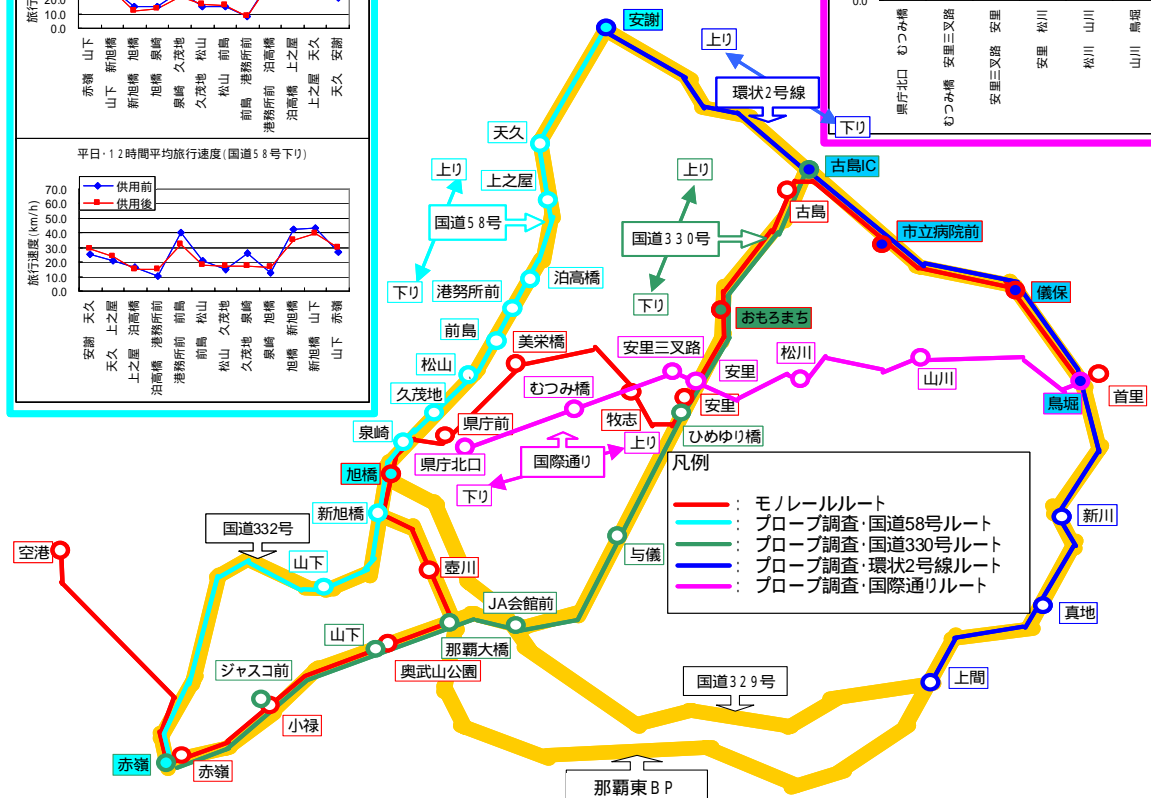 旅行
20.0
10.0
0.0
赤嶺 山下
山下 新旭橋
新旭橋 旭橋
旭橋 泉崎
泉崎 久茂地
久茂地 松山
松山 前島
前島 港務所前
港務所前 泊高橋
泊高橋 上之屋
上之屋 天久
天久 安謝
平日・12時間平均旅行速度(国道58号下り)
供用前
供用後
旅行速度(km/h)
70.0
60.0
50.0
40.0
30.0
20.0
10.0
0.0
安謝 天久
天久 上之屋
上之屋 泊高橋
泊高橋 港務所前
港務所前 前島
前島 松山
松山 久茂地
久茂地 泉崎
泉崎 旭橋
旭橋 新旭橋
新旭橋 山下
山下 赤嶺
0.0
県庁北口 むつみ橋
むつみ橋 安里三叉路
安里三叉路 安里
安里 松川
松川 山川
山川 鳥堀
安謝
上り
環状2号線
下り
天久
上り
上之屋
国道58号
下り
泊高橋
港努所前
前島
松山
久茂地
泉崎
古島IC
古島
上り
国道330号
下り
市立病院前
儀保
おもろまち
美栄橋
安里三叉路
安里
松川
山川
首里
鳥堀
むつみ橋
牧志
安里
県庁前
県庁北口
上り
国際通り
下り
ひめゆり橋
旭橋
新旭橋
国道332号
空港
山下
壺川
与儀
凡例
: モノレールルート
: プローブ調査・国道58号ルート
: プローブ調査・国道330号ルート
: プローブ調査・環状2号線ルート
: プローブ調査・国際通りルート
新川
真地
上間
JA会館前
山下
那覇大橋
ジャスコ前
奥武山公園
小禄
赤嶺
赤嶺
国道329号
那覇東BP